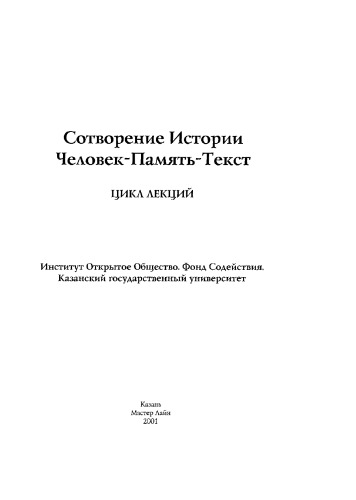 Сотворение Истории
Человек-Память-Текст
ЦИКЛ ЛЕКЦИЙ
Институт Открытое Общество. Фонд Содействия.
Казанский государственный университет
Казань
Мастер Лайн
2001